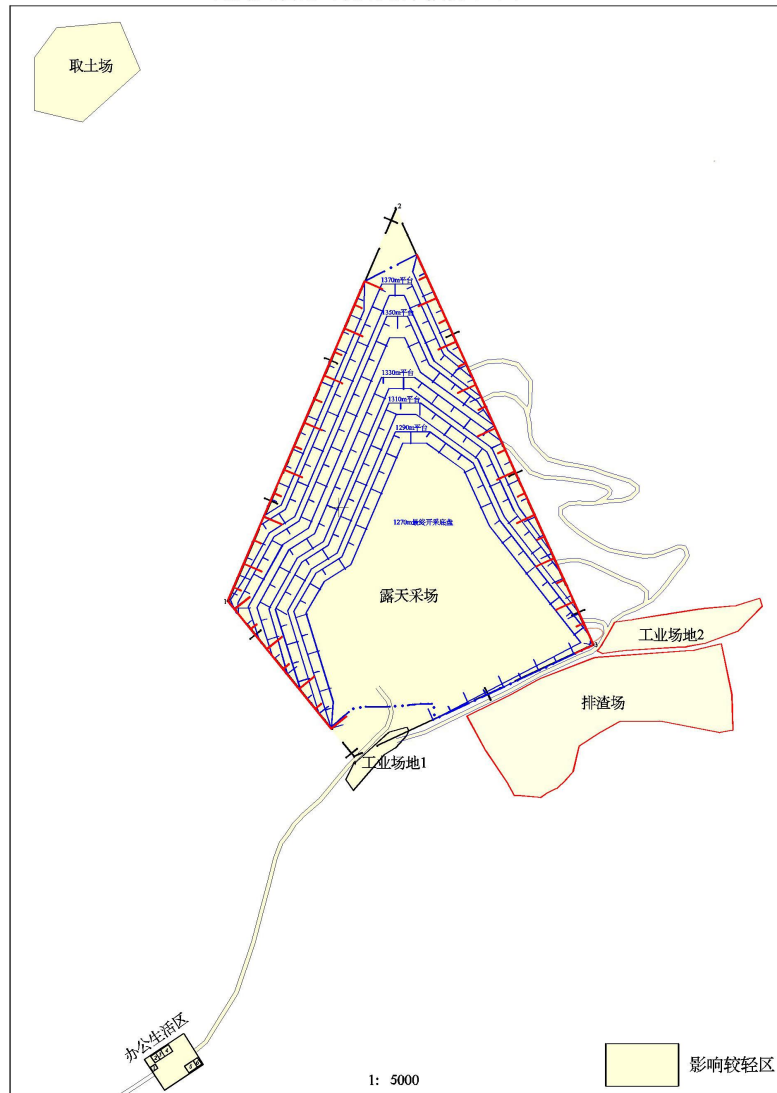 取土场
2
1370m平台
1350m平台
1330m平台
1310m平台
1290m平台
1270m最终开采底盘
露天采场
1
3
工业场地2
排渣场
工业场地1
办公生活区
影响较轻区
1: 5000